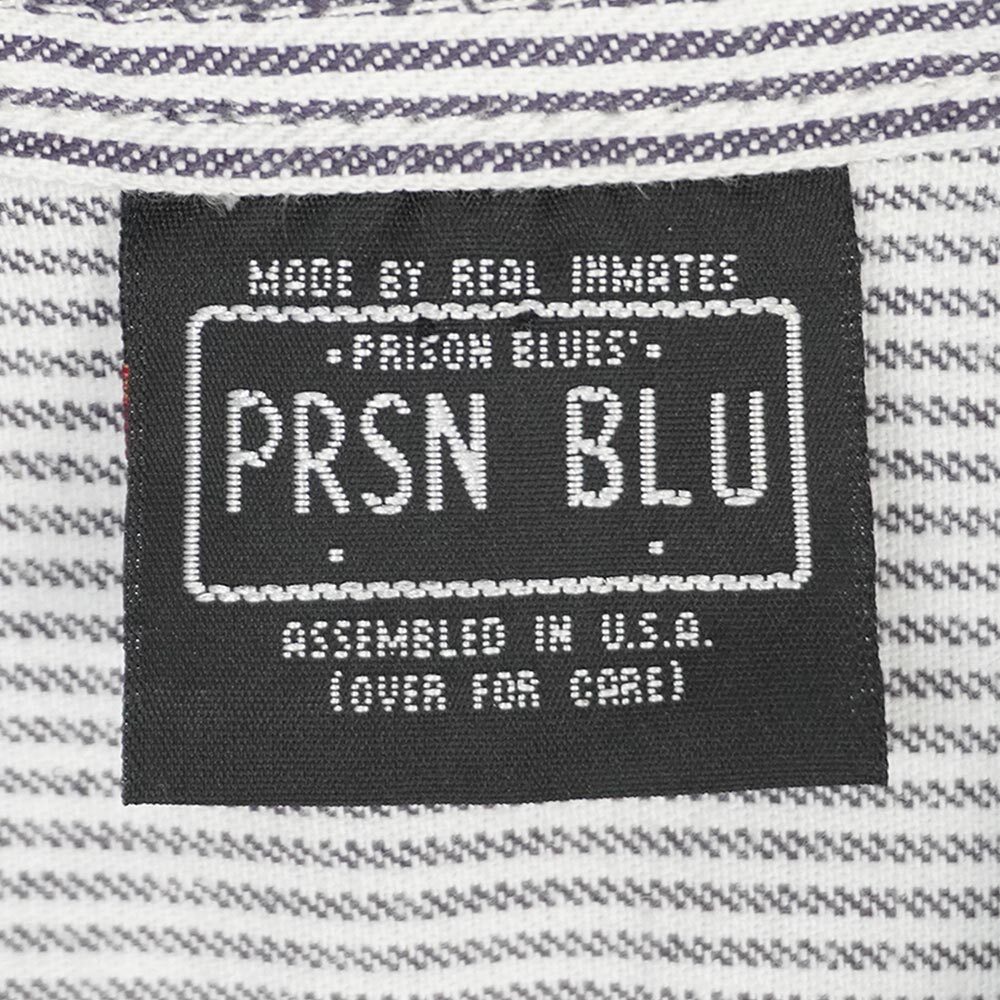 MADE BY REAL INMATES
·PRISON BLUES'·
PRSN BLU
ASSEMBLED IN U.S.A.
(OVER FOR CARE)